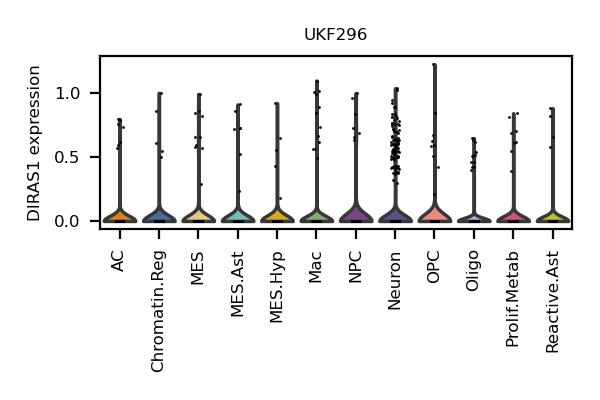 UKF296
DIRAS1 expression
1.0
0.5
0.0
AC
Chromatin.Reg
MES
MES.Ast
MES.Hyp
Mac
NPC
Neuron
OPC
Oligo
Prolif.Metab
Reactive.Ast